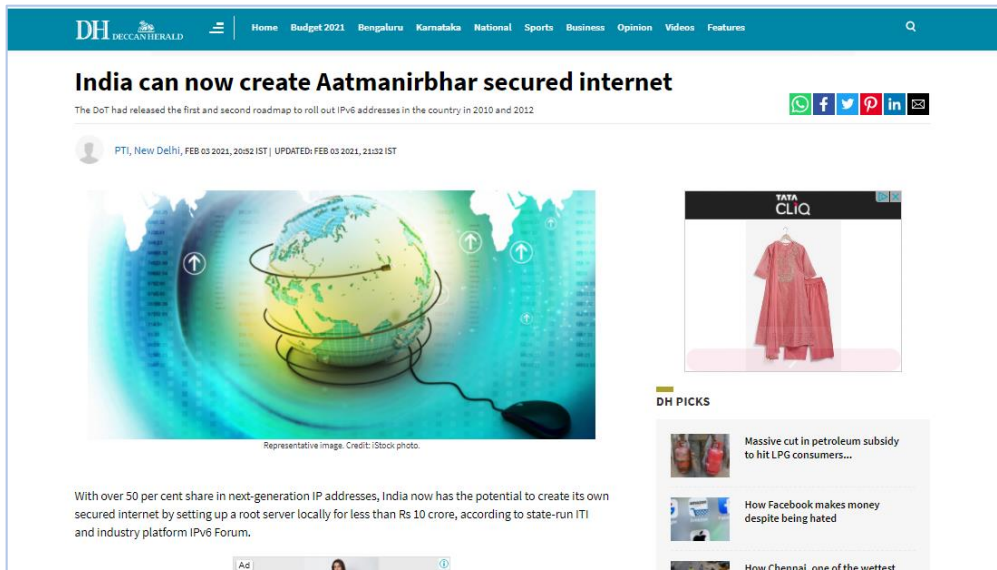 DH DECCAN HERALD
Home Budget 2021 Bengaluru Karnataka National Sports Business Opinion Videos Features
India can now create Aatmanirbhar secured internet
The DoT had released the first and second roadmap to roll out IPv6 addresses in the country in 2010 and 2012
PTI, New Delhi, FEB 03 2021, 20:52 IST | UPDATED: FEB 03 2021, 21:32 IST
Representative image. Credit: iStock photo.
With over 50 per cent share in next-generation IP addresses, India now has the potential to create its own
secured internet by setting up a root server locally for less than Rs 10 crore, according to state-run ITI
and industry platform IPv6 Forum.
Ad
TATA
CLiQ
DH PICKS
Massive cut in petroleum subsidy
to hit LPG consumers...
How Facebook makes money
despite being hated
How Chennai, one of the wettest